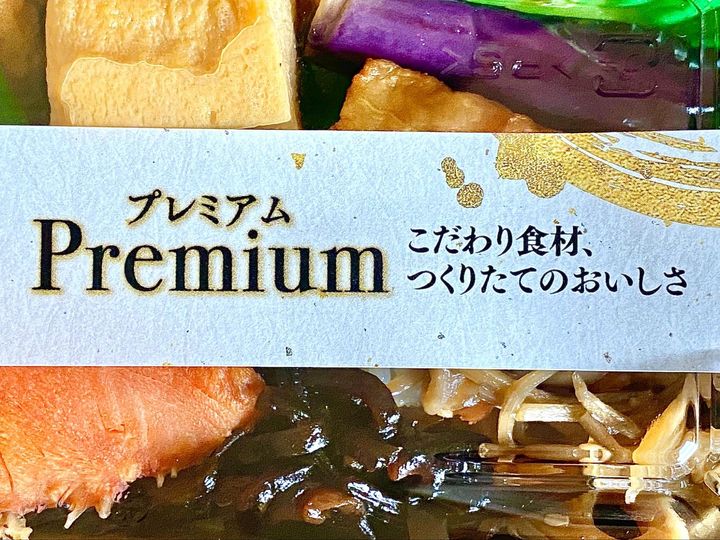 プレミアム
Premium
こだわり食材、
つくりたてのおいしさ